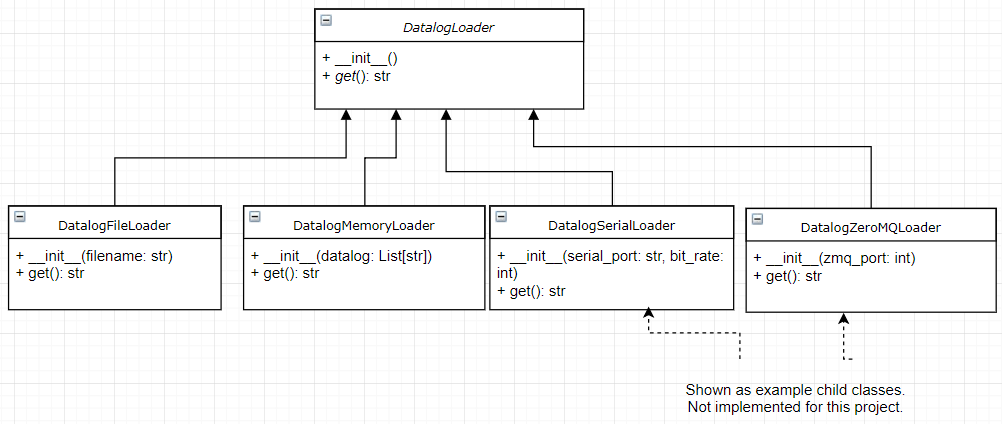 DatalogLoader
+ __init__()
+ get(): str
DatalogFileLoader
+ __init__(filename: str)
+ get(): str
DatalogMemoryLoader
+ __init__(datalog: List[str])
+ get(): str
DatalogSerialLoader
+ __init__(serial_port: str, bit_rate:
int)
+ get(): str
DatalogZeroMQLoader
+ __init__(zmq_port: int)
+ get(): str
Shown as example child classes.
Not implemented for this project.